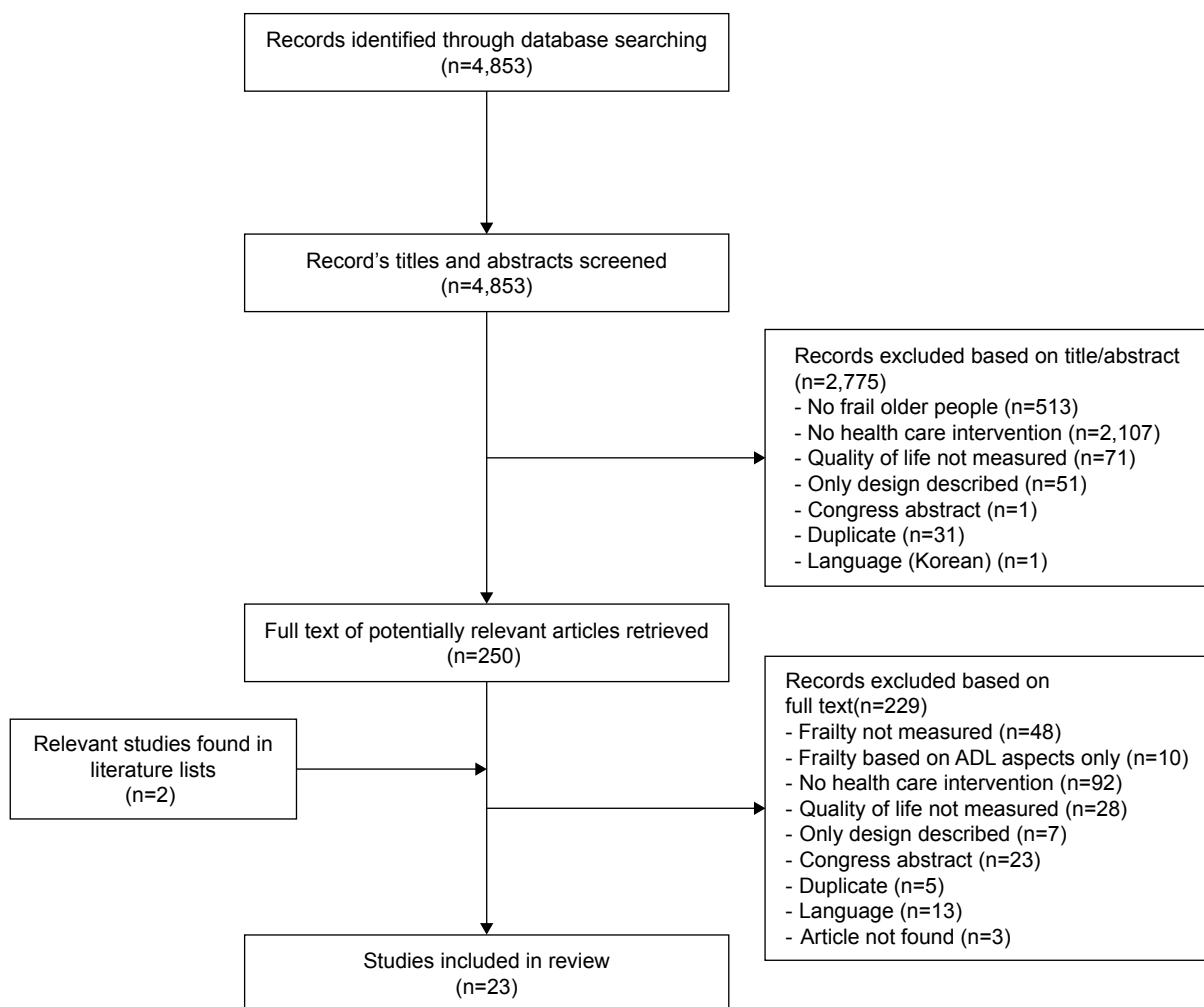 Records identified through database searching
(n=4,853)
Record’s titles and abstracts screened
(n=4,853)
Records excluded based on title/abstract
(n=2,775)
- No frail older people (n=513)
- No health care intervention (n=2,107)
- Quality of life not measured (n=71)
- Only design described (n=51)
- Congress abstract (n=1)
- Duplicate (n=31)
- Language (Korean) (n=1)
Full text of potentially relevant articles retrieved
(n=250)
Relevant studies found in
literature lists
(n=2)
Records excluded based on
full text(n=229)
- Frailty not measured (n=48)
- Frailty based on ADL aspects only (n=10)
- No health care intervention (n=92)
- Quality of life not measured (n=28)
- Only design described (n=7)
- Congress abstract (n=23)
- Duplicate (n=5)
- Language (n=13)
- Article not found (n=3)
Studies included in review
(n=23)